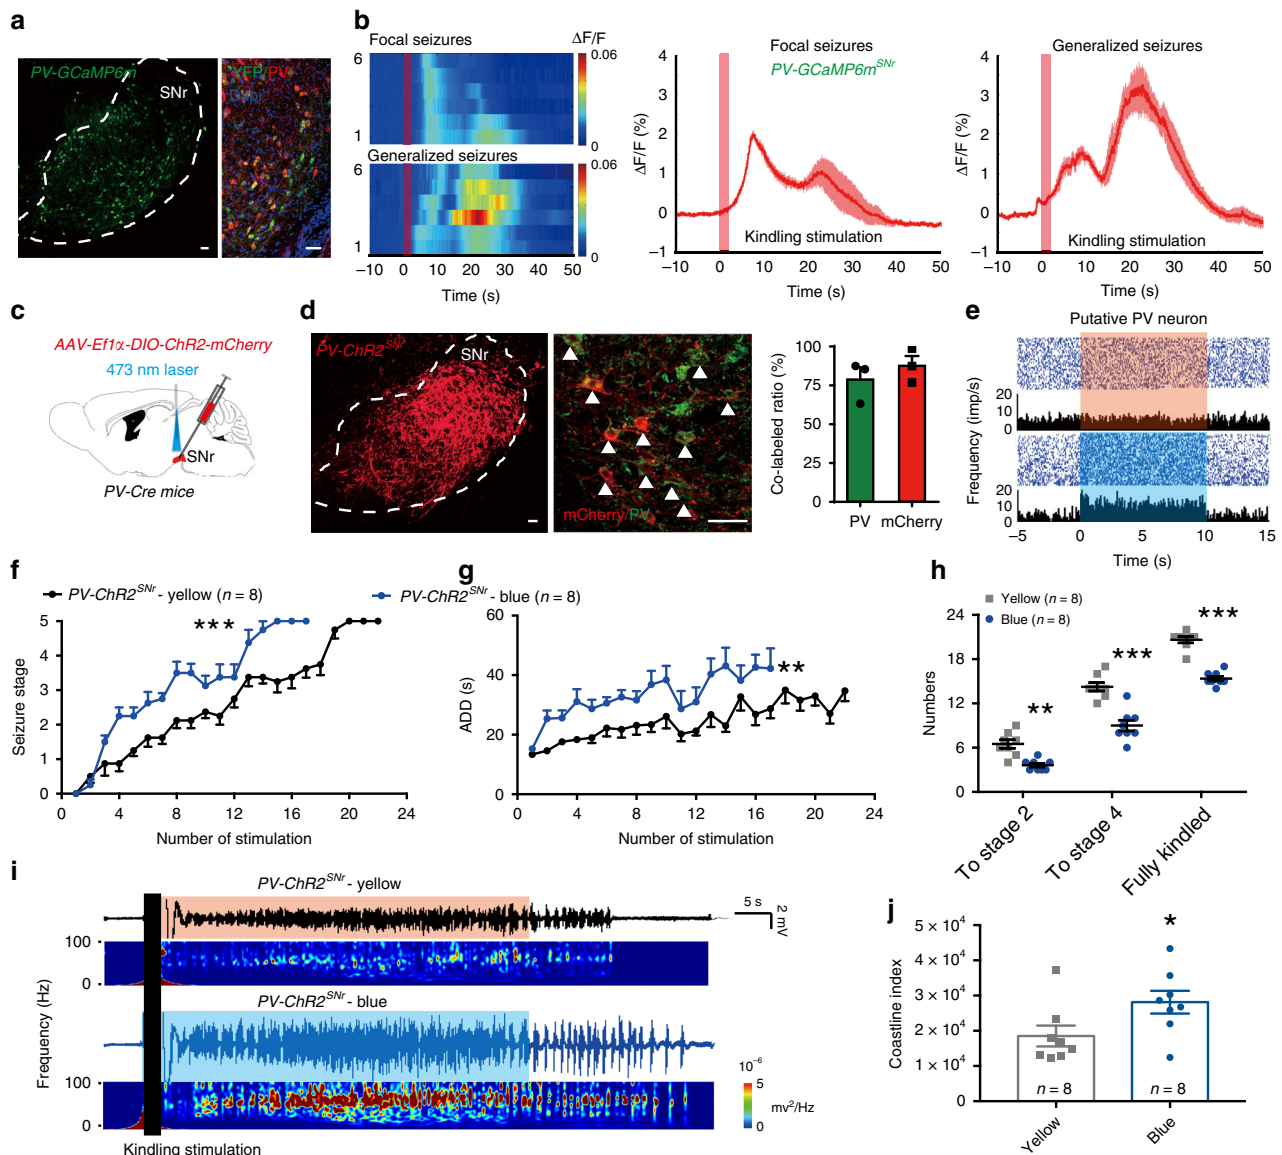 a
PV-GCaMP6m
SNr
YFP/PV
Dapi
b
Focal seizures
ΔF/F
6
1
0.06
0
Generalized seizures
6
1
0.06
0
−10 0 10 20 30 40 50
Time (s)
Focal seizures
PV-GCaMP6m^SNr
ΔF/F (%)
4
3
2
1
0
−1
Kindling stimulation
−10 0 10 20 30 40 50
Time (s)
Generalized seizures
ΔF/F (%)
4
3
2
1
0
−1
Kindling stimulation
−10 0 10 20 30 40 50
Time (s)
c
AAV-Ef1α-DIO-ChR2-mCherry
473 nm laser
SNr
PV-Cre mice
d
PV-ChR2^SNr
SNr
mCherry/PV
Co-labeled ratio (%)
100
75
50
25
0
PV mCherry
e
Putative PV neuron
Frequency (imp/s)
20
10
0
20
10
0
−5 0 5 10 15
Time (s)
f
PV-ChR2^SNr - yellow (n = 8)
PV-ChR2^SNr - blue (n = 8)
Seizure stage
5
4
3
2
1
0
***
0 4 8 12 16 20 24
Number of stimulation
g
ADD (s)
60
40
20
0
**
0 4 8 12 16 20 24
Number of stimulation
h
Yellow (n = 8)
Blue (n = 8)
Numbers
24
18
12
6
0
**
***
***
To stage 2
To stage 4
Fully kindled
i
PV-ChR2^SNr - yellow
5 s
2 mV
Frequency (Hz)
100
0
PV-ChR2^SNr - blue
100
0
10^−6
5
0
mv²/Hz
Kindling stimulation
j
Coastline index
5 × 10⁴
4 × 10⁴
3 × 10⁴
2 × 10⁴
1 × 10⁴
0
*
n = 8
n = 8
Yellow
Blue